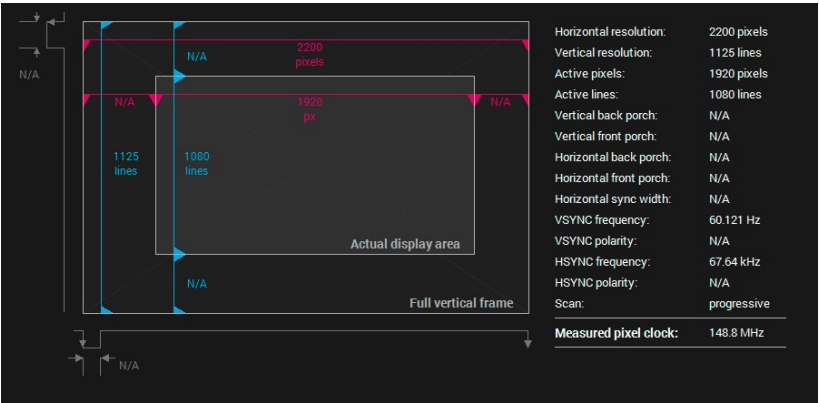 N/A
N/A
2200
pixels
N/A
1920
px
N/A
1125
lines
1080
lines
Actual display area
N/A
Full vertical frame
N/A
Horizontal resolution: 2200 pixels
Vertical resolution: 1125 lines
Active pixels: 1920 pixels
Active lines: 1080 lines
Vertical back porch: N/A
Vertical front porch: N/A
Horizontal back porch: N/A
Horizontal front porch: N/A
Horizontal sync width: N/A
VSYNC frequency: 60.121 Hz
VSYNC polarity: N/A
HSYNC frequency: 67.64 kHz
HSYNC polarity: N/A
Scan: progressive
Measured pixel clock: 148.8 MHz